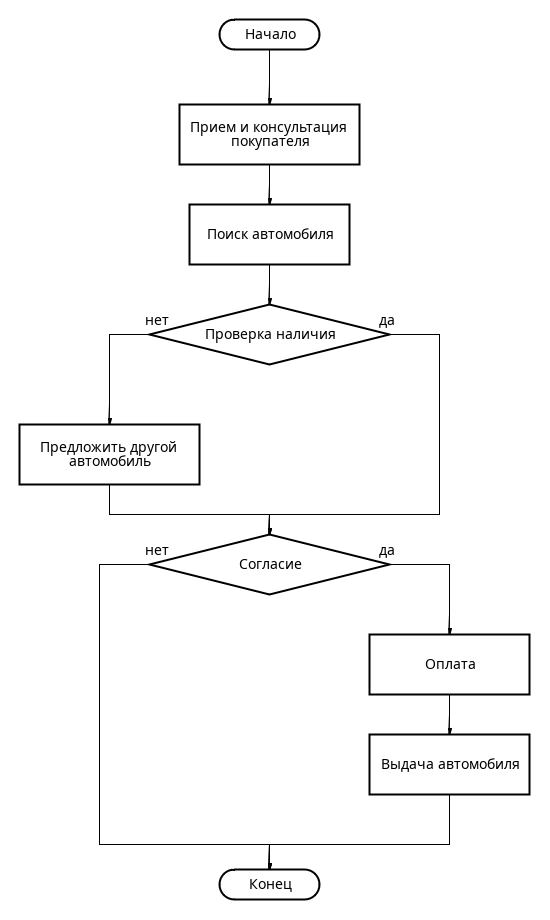 Начало
Прием и консультация
покупателя
Поиск автомобиля
нет
да
Проверка наличия
Предложить другой
автомобиль
нет
да
Согласие
Оплата
Выдача автомобиля
Конец